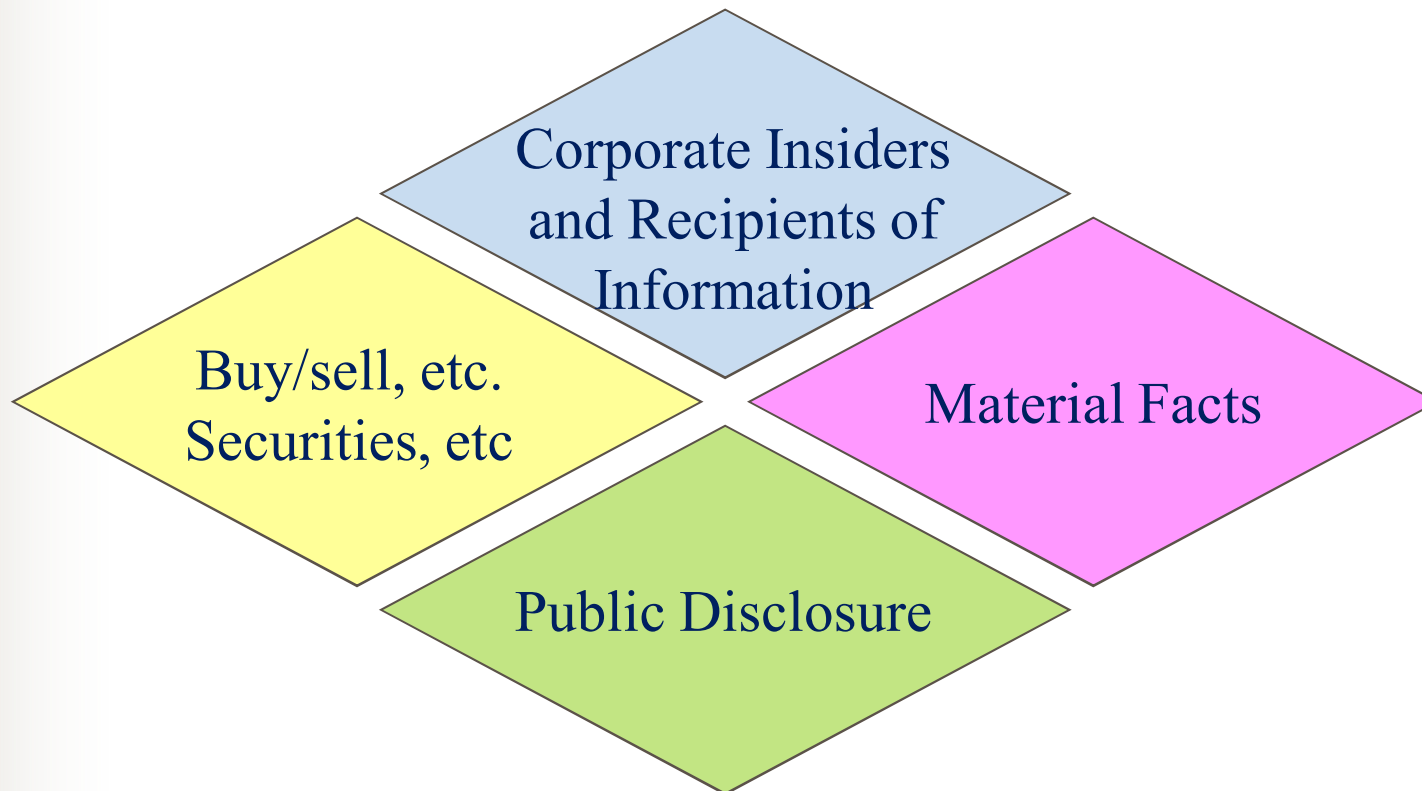 Corporate Insiders
and Recipients of
Information
Buy/sell, etc.
Securities, etc
Material Facts
Public Disclosure